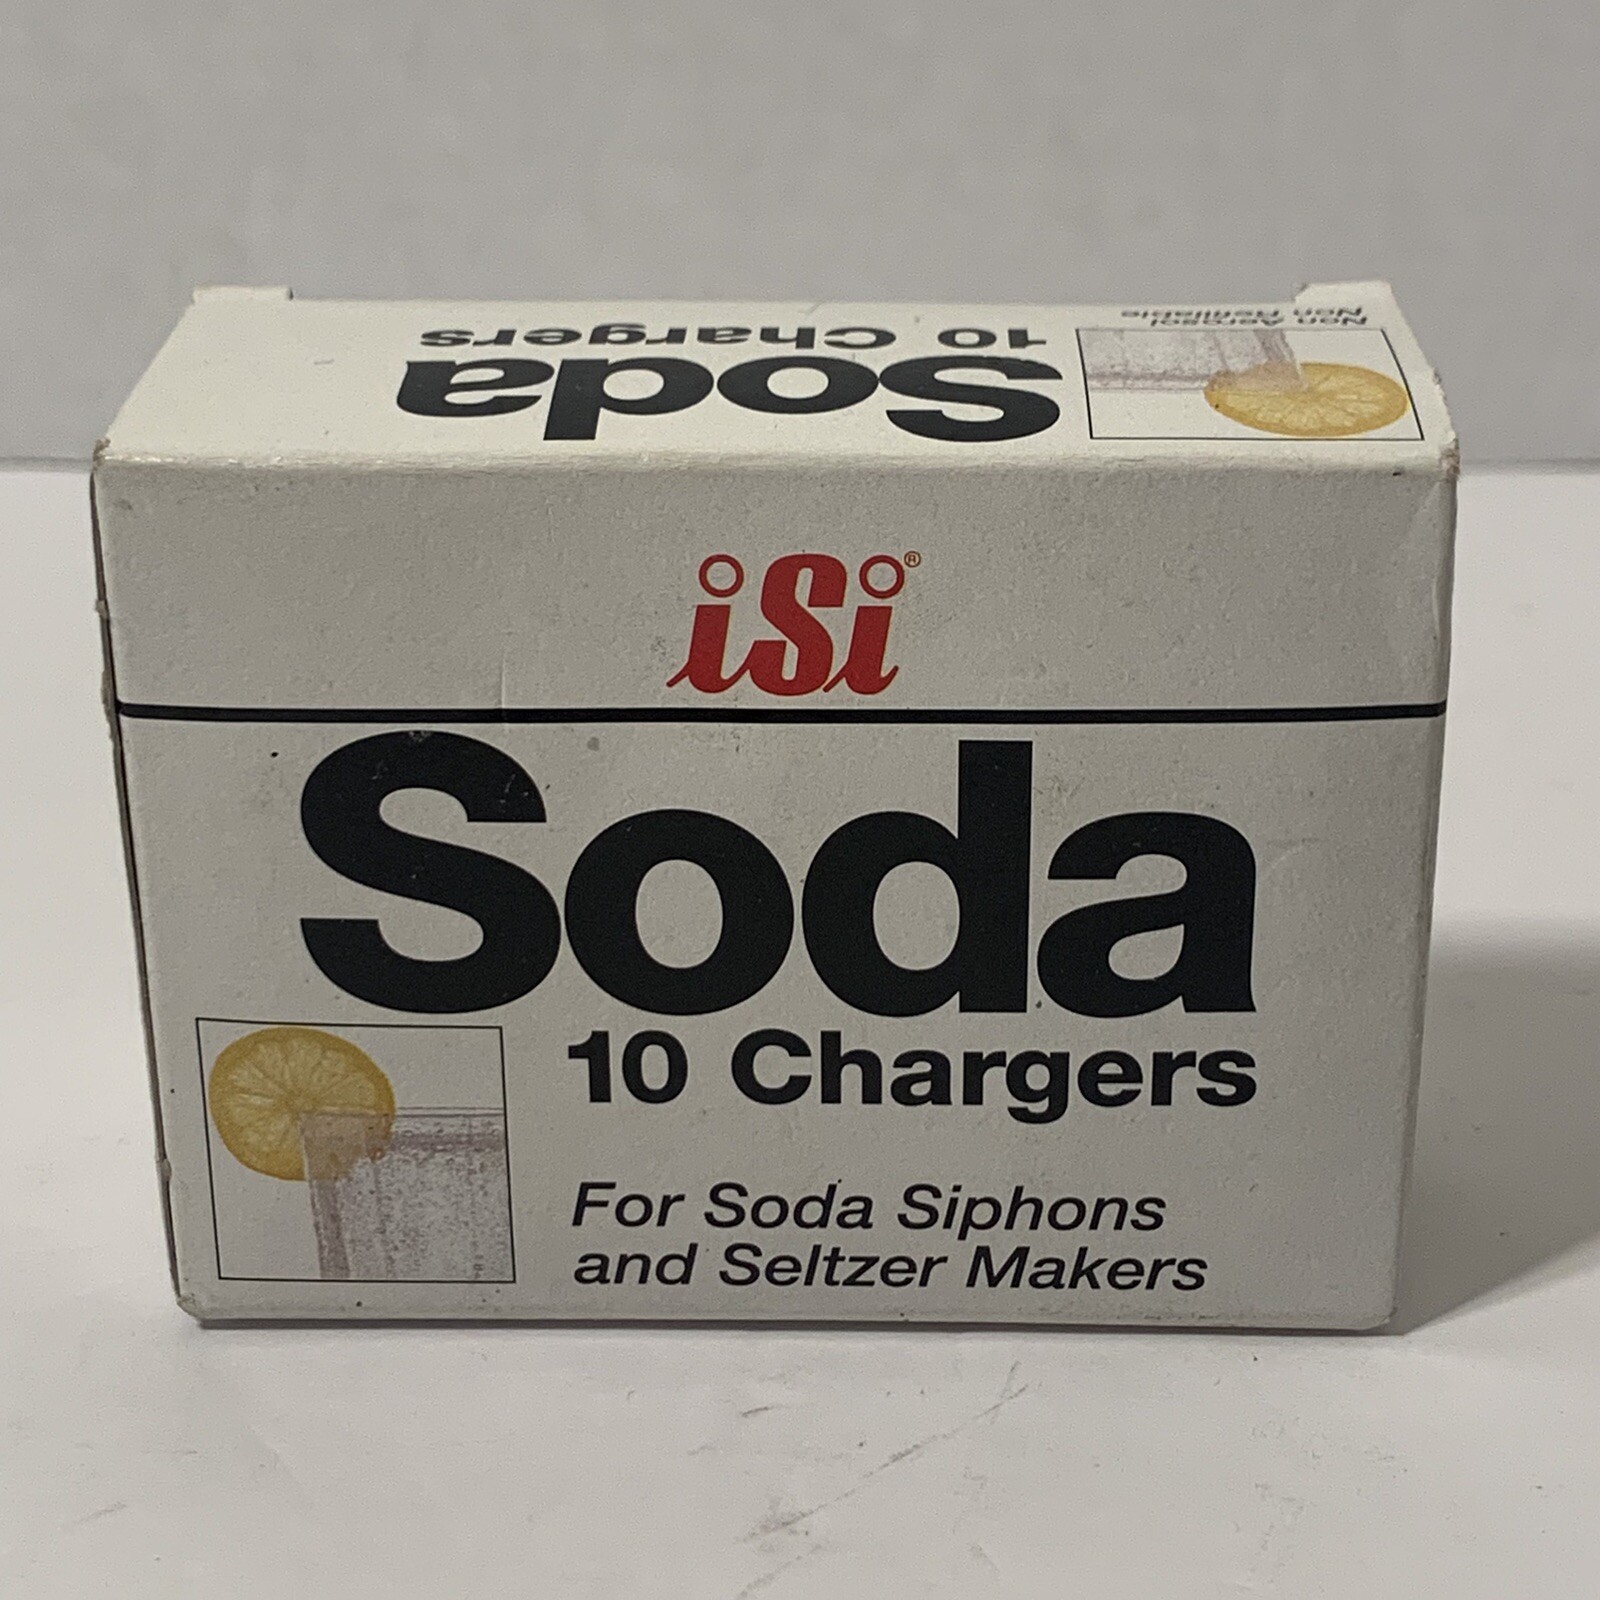 Soda
10 Chargers
Non Aerosol
Non Refillable
iSi®
Soda
10 Chargers
For Soda Siphons
and Seltzer Makers